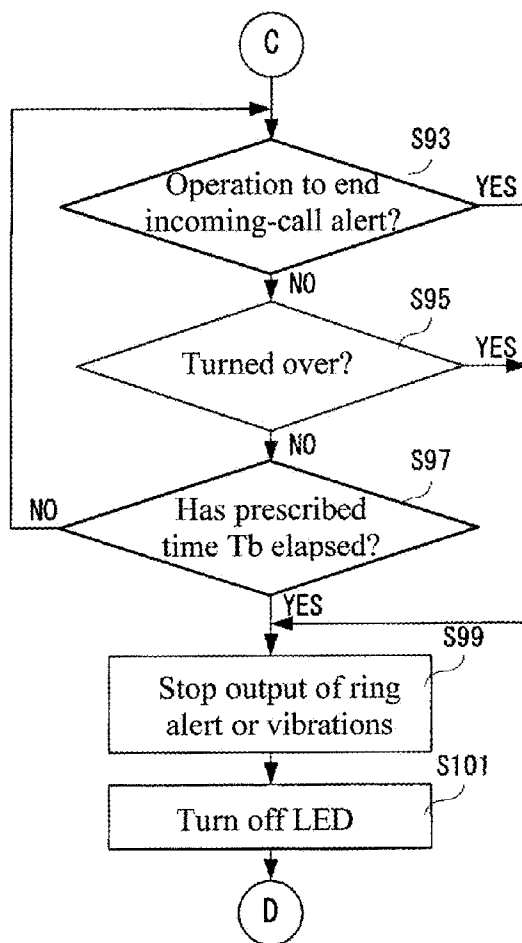 C
S93
Operation to end
incoming-call alert?
YES
NO
S95
Turned over?
YES
NO
S97
Has prescribed
time Tb elapsed?
NO
YES
S99
Stop output of ring
alert or vibrations
S101
Turn off LED
D